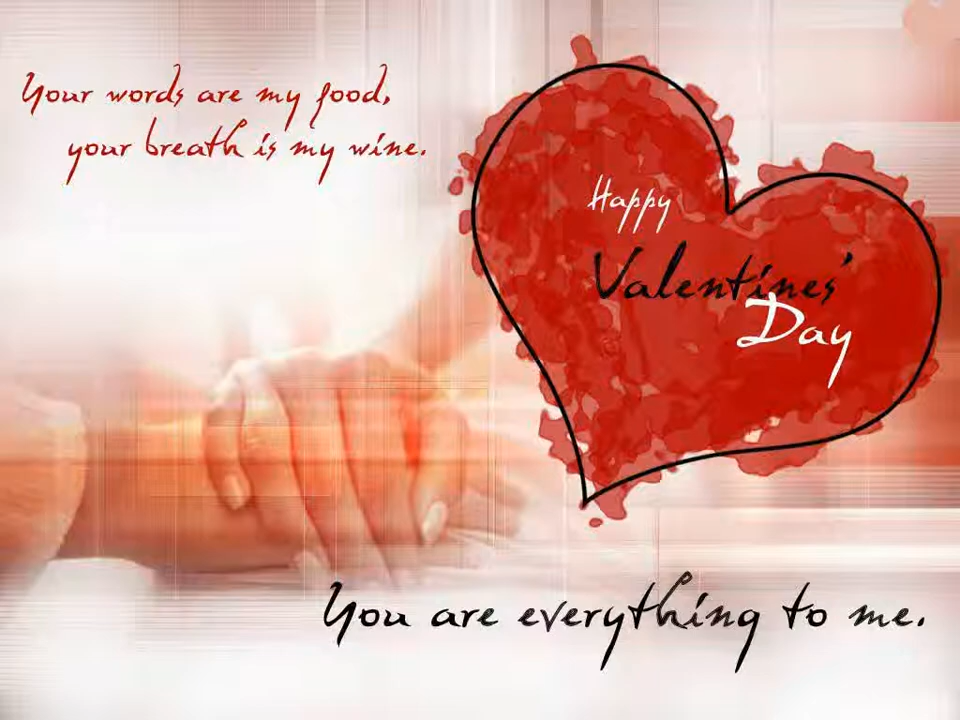 Your words are my food,
your breath is my wine.
Happy
Valentines'
Day
You are everything to me.